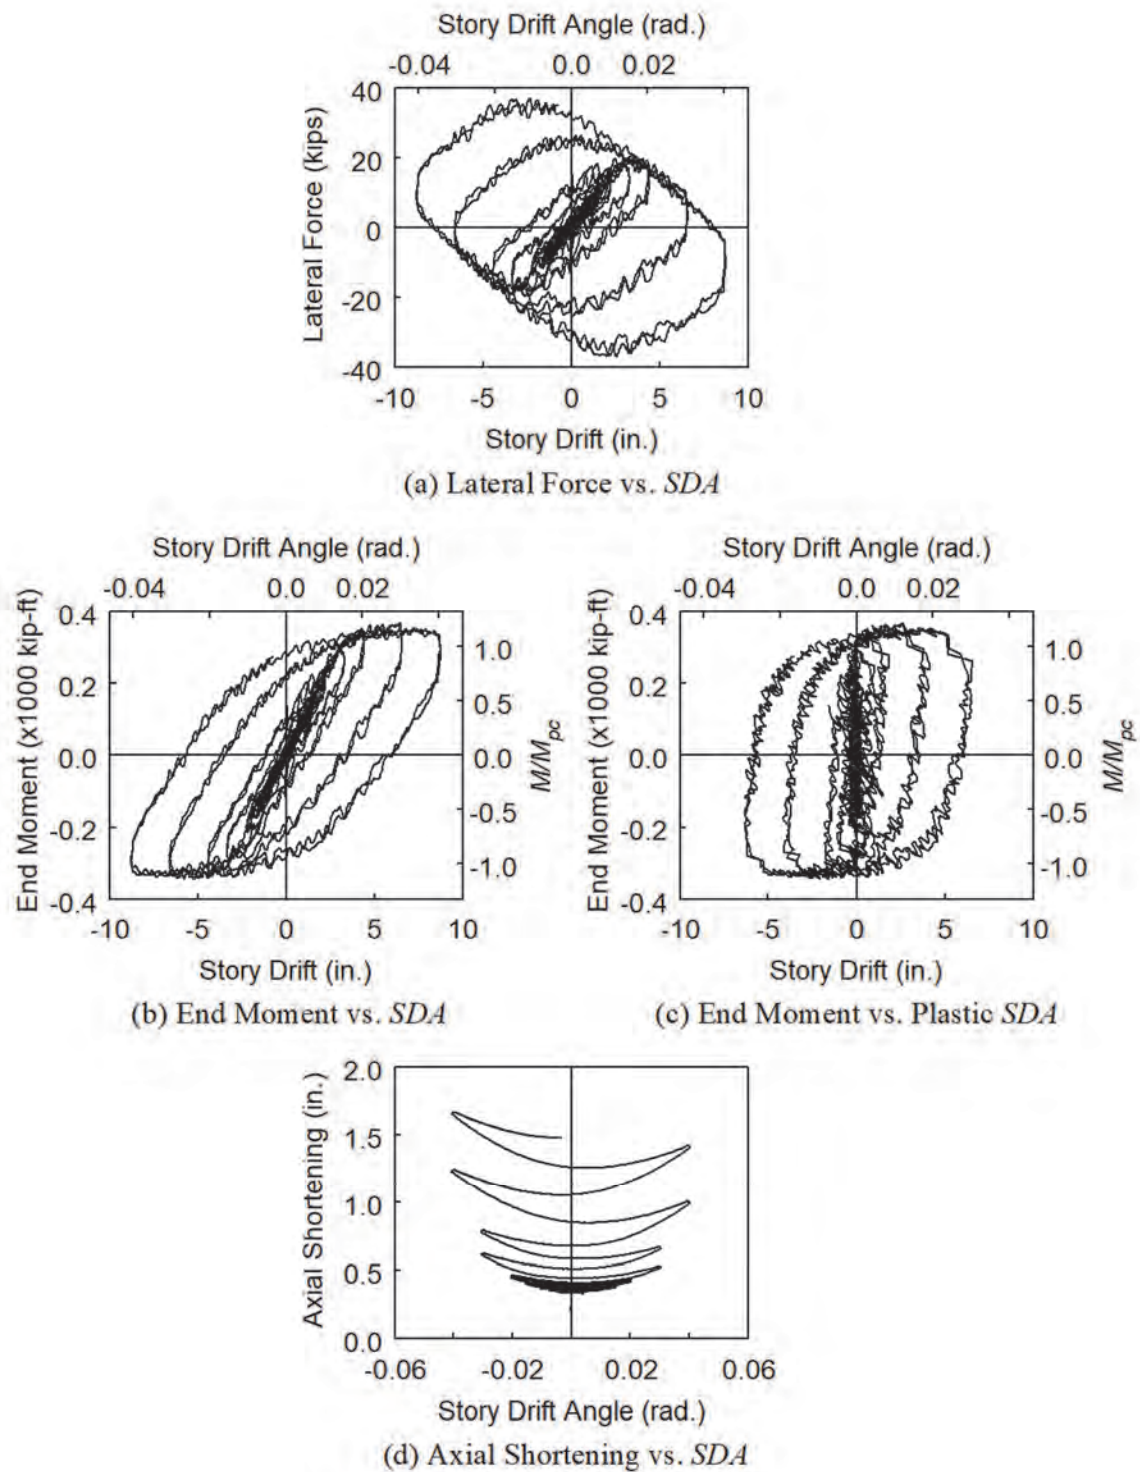 Story Drift Angle (rad.)
-0.04 0.0 0.02
40
20
0
-20
-40
Lateral Force (kips)
-10 -5 0 5 10
Story Drift (in.)
(a) Lateral Force vs. SDA
Story Drift Angle (rad.)
-0.04 0.0 0.02
0.4
0.2
0.0
-0.2
-0.4
End Moment (x1000 kip-ft)
1.0
0.5
0.0
-0.5
-1.0
M/Mpc
-10 -5 0 5 10
Story Drift (in.)
(b) End Moment vs. SDA
Story Drift Angle (rad.)
-0.04 0.0 0.02
0.4
0.2
0.0
-0.2
-0.4
End Moment (x1000 kip-ft)
1.0
0.5
0.0
-0.5
-1.0
M/Mpc
-10 -5 0 5 10
Story Drift (in.)
(c) End Moment vs. Plastic SDA
2.0
1.5
1.0
0.5
0.0
Axial Shortening (in.)
-0.06 -0.02 0.02 0.06
Story Drift Angle (rad.)
(d) Axial Shortening vs. SDA